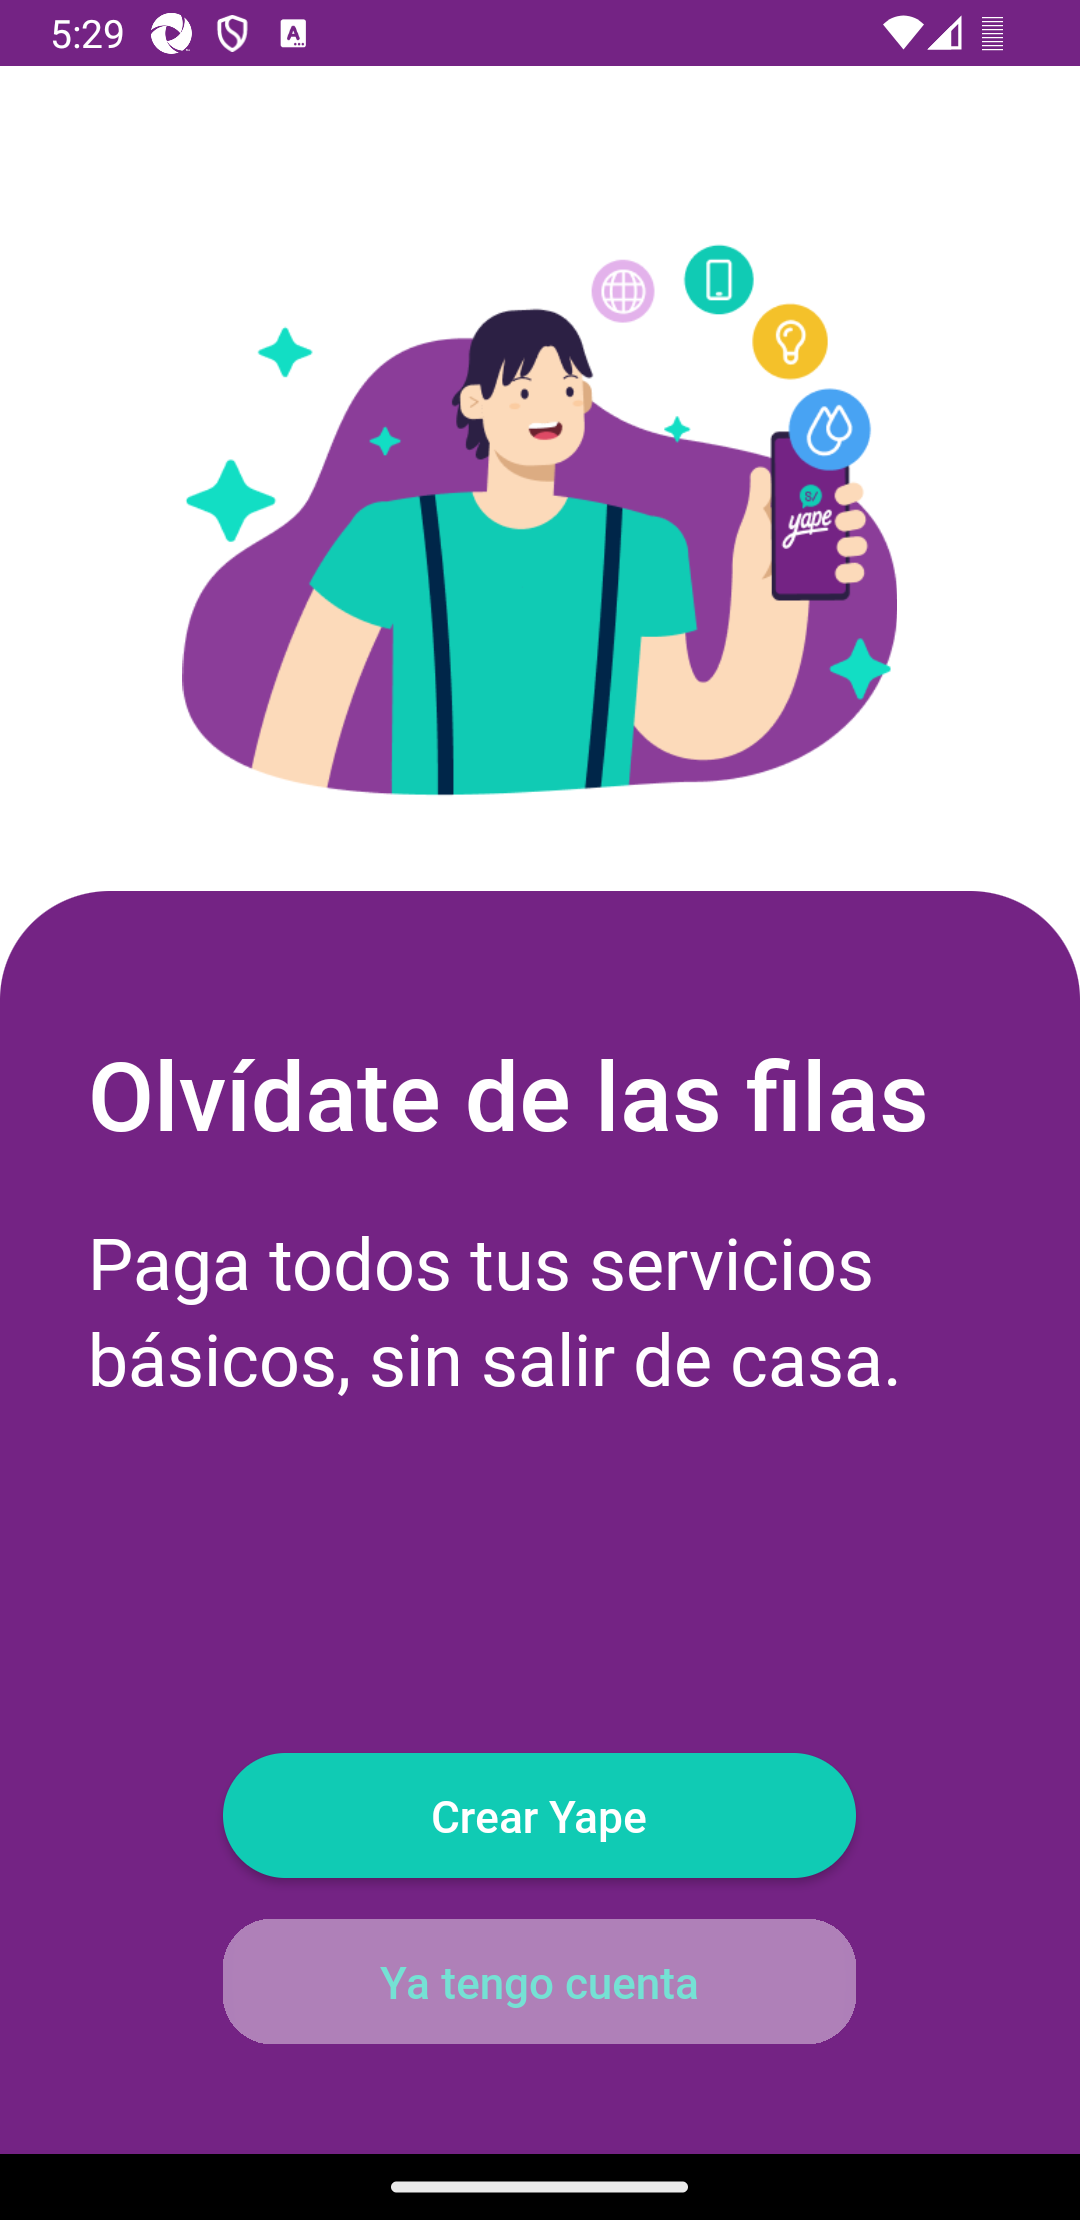 5:29
A
S/
yape
Olvídate de las filas
Paga todos tus servicios
básicos, sin salir de casa.
Crear Yape
Ya tengo cuenta